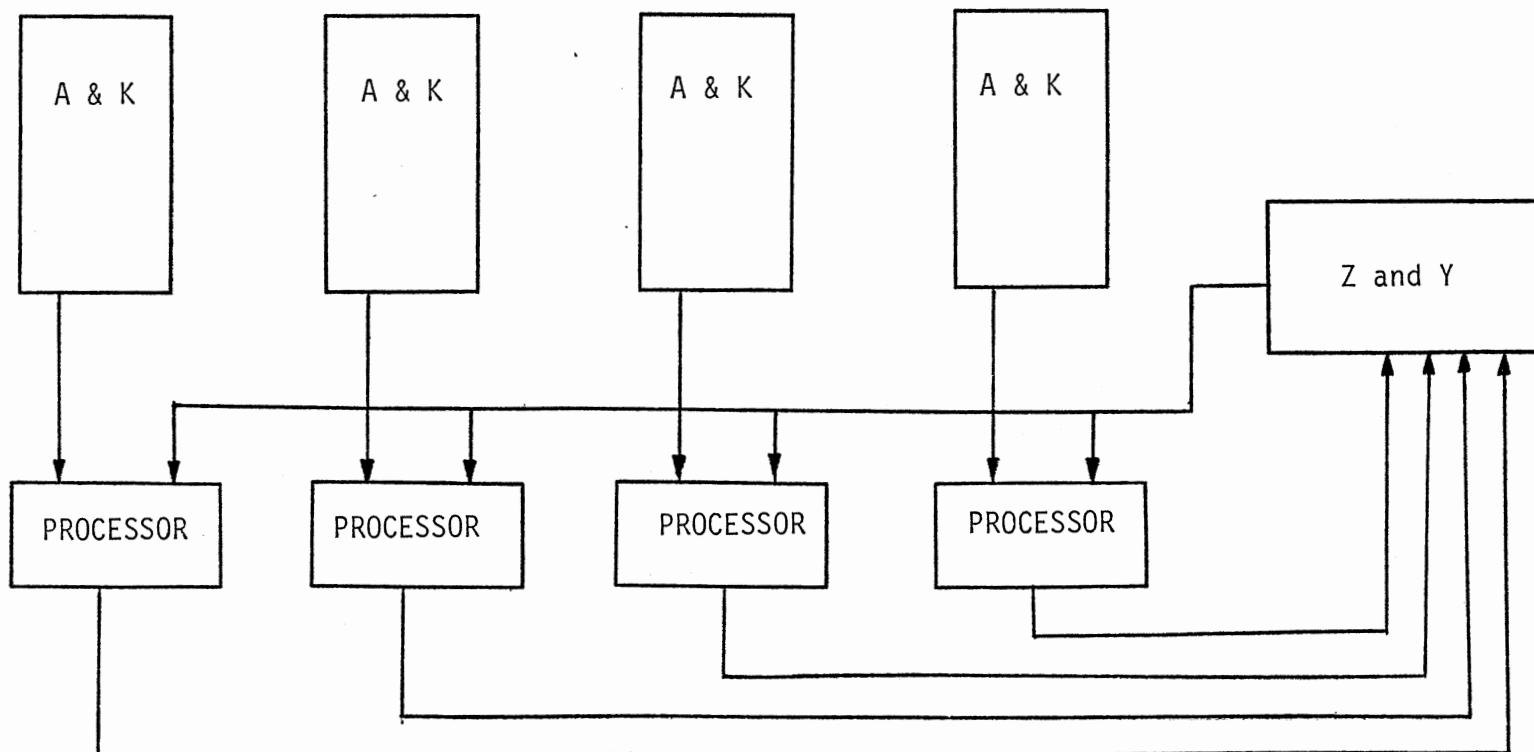 A & K
A & K
A & K
A & K
Z and Y
PROCESSOR
PROCESSOR
PROCESSOR
PROCESSOR